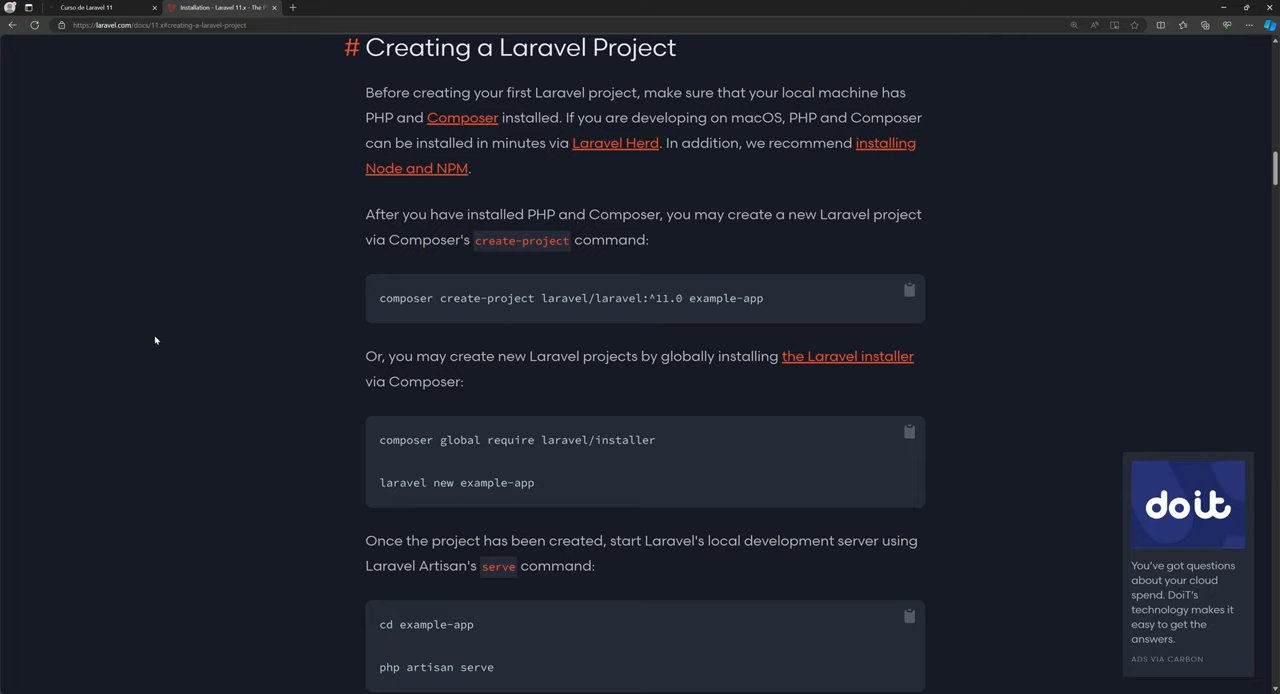 Curso de Laravel 11
Installation - Laravel 11.x - The P
https://laravel.com/docs/11.x#creating-a-laravel-project
# Creating a Laravel Project
Before creating your first Laravel project, make sure that your local machine has
PHP and Composer installed. If you are developing on macOS, PHP and Composer
can be installed in minutes via Laravel Herd. In addition, we recommend installing
Node and NPM.
After you have installed PHP and Composer, you may create a new Laravel project
via Composer's create-project command:
composer create-project laravel/laravel:^11.0 example-app
Or, you may create new Laravel projects by globally installing the Laravel installer
via Composer:
composer global require laravel/installer
laravel new example-app
Once the project has been created, start Laravel's local development server using
Laravel Artisan's serve command:
cd example-app
php artisan serve
doit
You've got questions
about your cloud
spend. DoiT's
technology makes it
easy to get the
answers.
ADS VIA CARBON